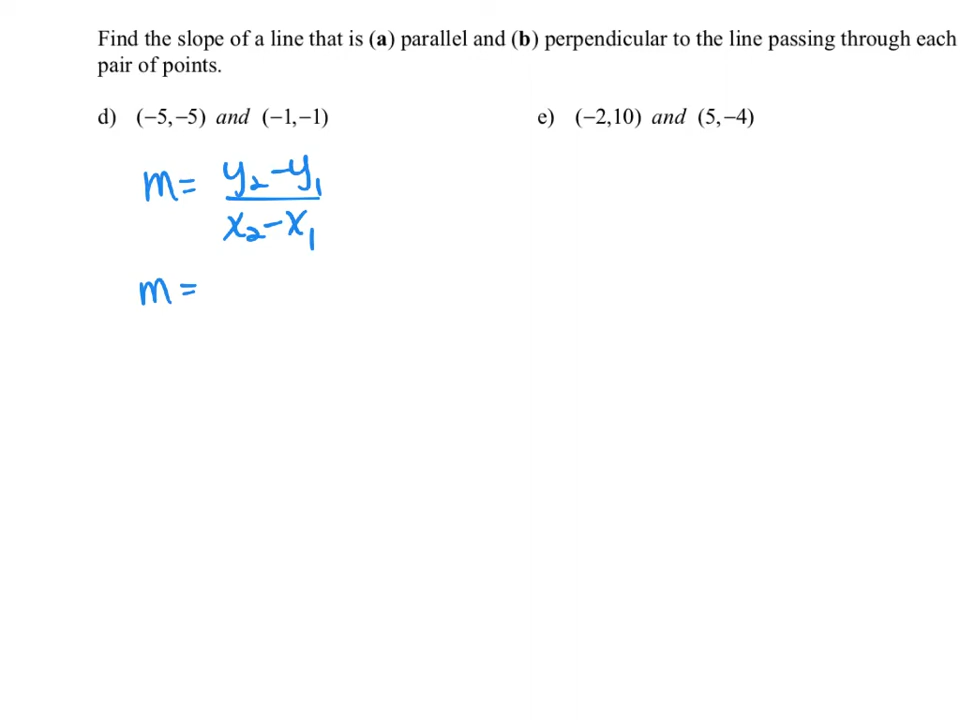 Find the slope of a line that is (a) parallel and (b) perpendicular to the line passing through each
pair of points.
d) (−5,−5) and (−1,−1)
e) (−2,10) and (5,−4)
m = y₂−y₁ / x₂−x₁
m =